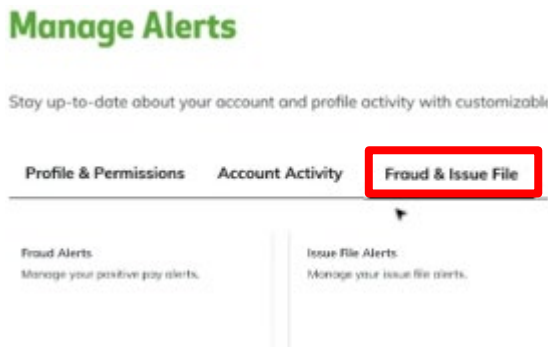 Manage Alerts
Stay up-to-date about your account and profile activity with customizable
Profile & Permissions Account Activity Fraud & Issue File
Fraud Alerts
Manage your positive pay alerts.
Issue File Alerts
Manage your issue file alerts.